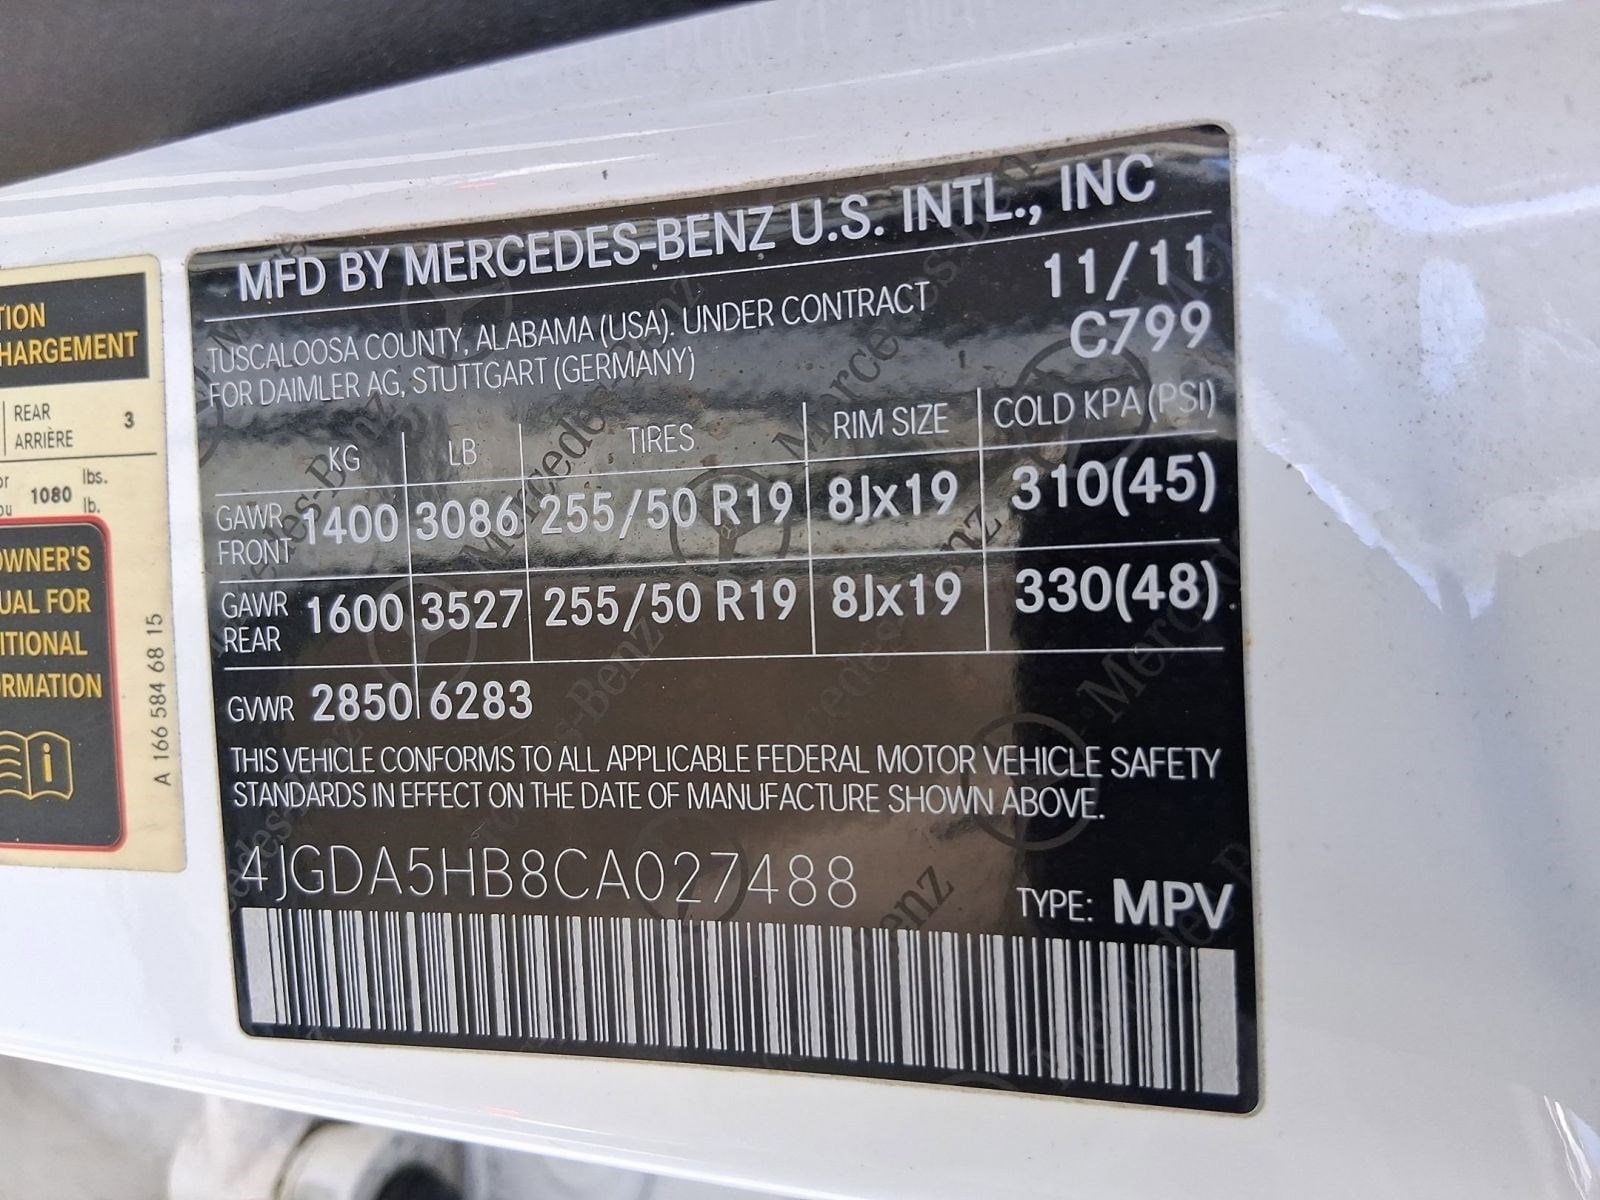 TION
HARGEMENT
REAR
ARRIÈRE 3
or
ou 1080 lbs.
lb.
OWNER'S
UAL FOR
ITIONAL
RMATION
A 166 584 68 15
MFD BY MERCEDES-BENZ U.S. INTL., INC
TUSCALOOSA COUNTY, ALABAMA (USA). UNDER CONTRACT 11/11
FOR DAIMLER AG, STUTTGART (GERMANY) C799
KG LB TIRES RIM SIZE COLD KPA (PSI)
GAWR FRONT 1400 3086 255/50 R19 8Jx19 310(45)
GAWR REAR 1600 3527 255/50 R19 8Jx19 330(48)
GVWR 2850 6283
THIS VEHICLE CONFORMS TO ALL APPLICABLE FEDERAL MOTOR VEHICLE SAFETY
STANDARDS IN EFFECT ON THE DATE OF MANUFACTURE SHOWN ABOVE.
4JGDA5HB8CA027488
TYPE: MPV